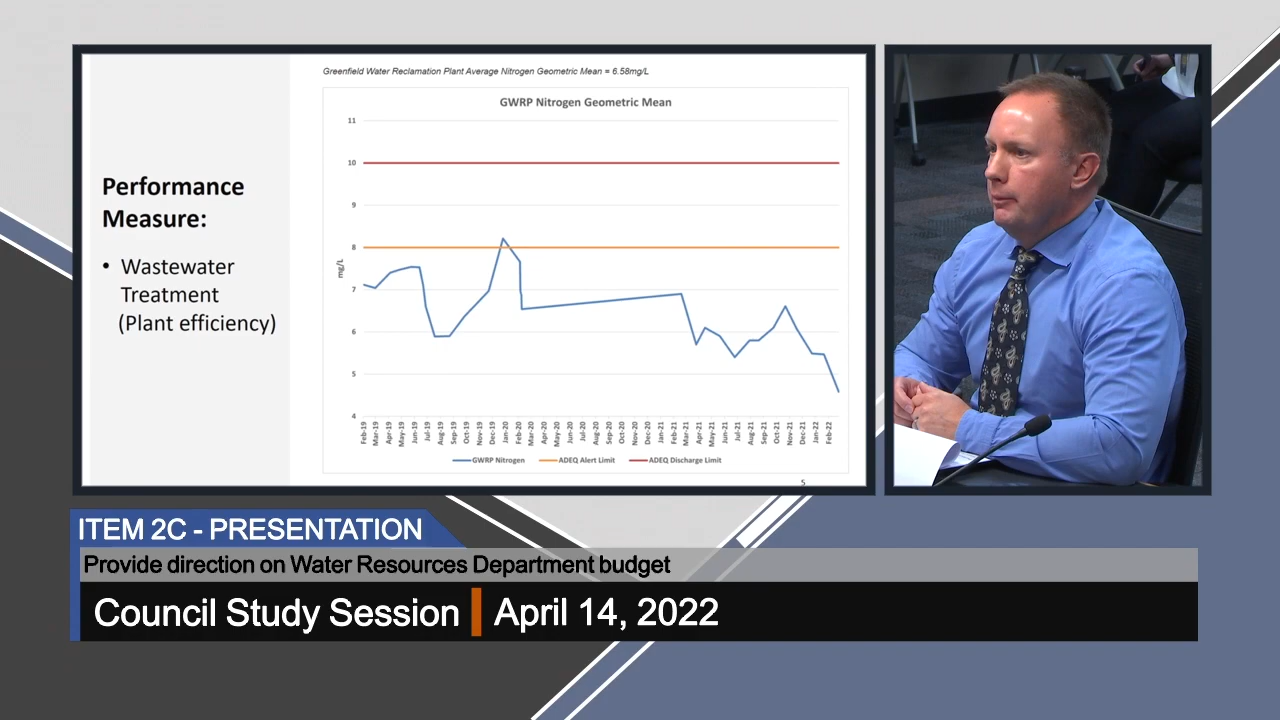 Greenfield Water Reclamation Plant Average Nitrogen Geometric Mean = 6.58mg/L
GWRP Nitrogen Geometric Mean
Performance
Measure:
• Wastewater
Treatment
(Plant efficiency)
mg/L
11
10
9
8
7
6
5
4
Feb-19
Mar-19
Apr-19
May-19
Jun-19
Jul-19
Aug-19
Sep-19
Oct-19
Nov-19
Dec-19
Jan-20
Feb-20
Mar-20
Apr-20
May-20
Jun-20
Jul-20
Aug-20
Sep-20
Oct-20
Nov-20
Dec-20
Jan-21
Feb-21
Mar-21
Apr-21
May-21
Jun-21
Jul-21
Aug-21
Sep-21
Oct-21
Nov-21
Dec-21
Jan-22
Feb-22
GWRP Nitrogen
ADEQ Alert Limit
ADEQ Discharge Limit
5
ITEM 2C - PRESENTATION
Provide direction on Water Resources Department budget
Council Study Session
April 14, 2022